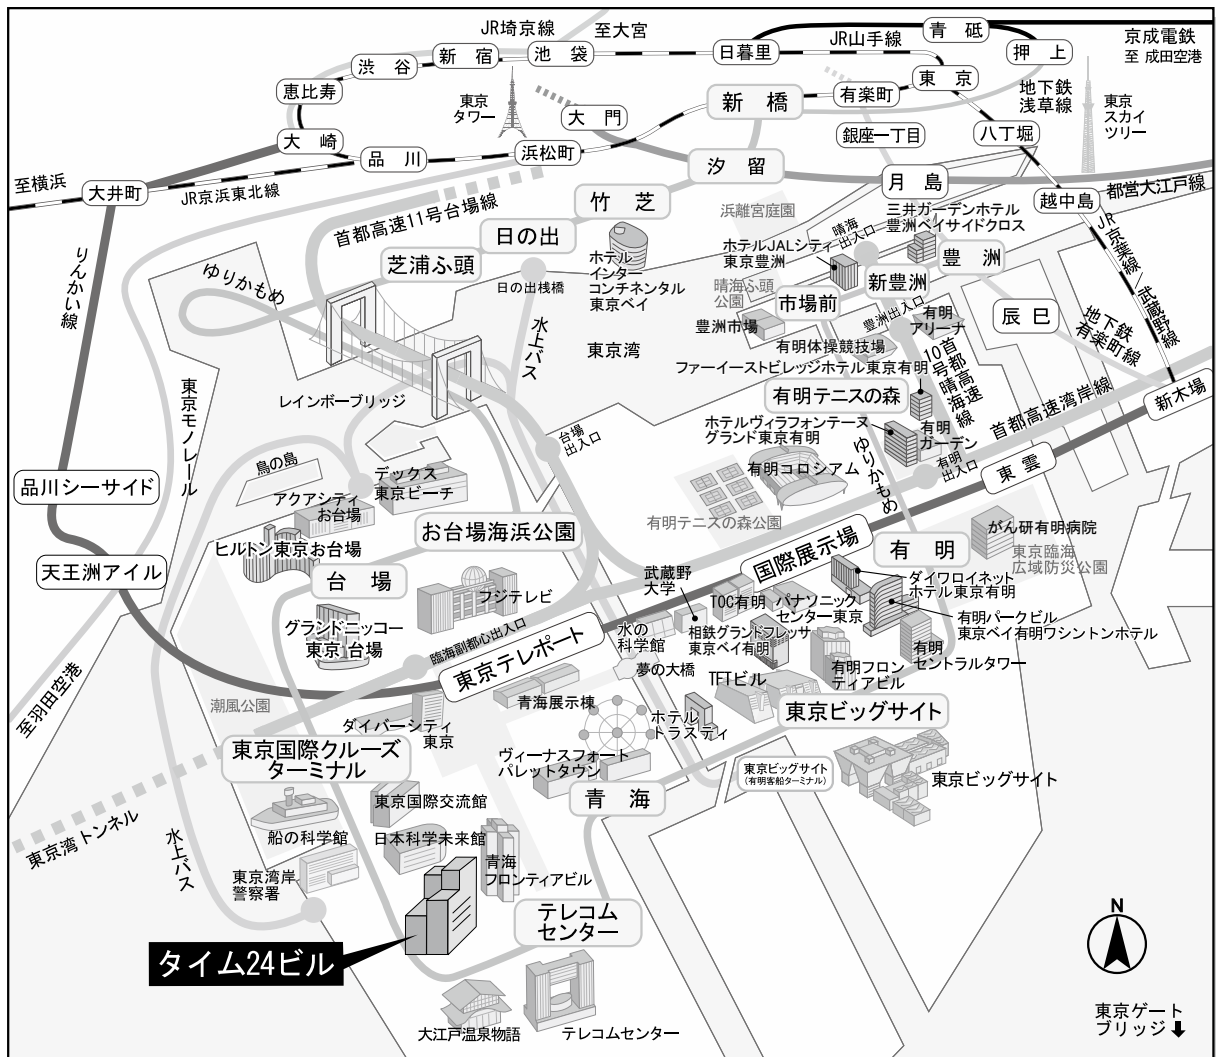 JR埼京線
至大宮
青砥
京成電鉄
至 成田空港
JR山手線
日暮里
押上
池袋
新宿
渋谷
恵比寿
東京
タワー
大門
新橋
有楽町
東京
地下鉄
浅草線
東京
スカイ
ツリー
銀座一丁目
八丁堀
大崎
品川
浜松町
汐留
月島
至横浜
大井町
JR京浜東北線
越中島
都営大江戸線
竹芝
浜離宮庭園
三井ガーデンホテル
豊洲ベイサイドクロス
首都高速11号台場線
日の出
晴海
出入口
JR京葉線/武蔵野線
りんかい線
ゆりかもめ
芝浦ふ頭
ホテル
インター
コンチネンタル
東京ベイ
ホテルJALシティ
東京豊洲
豊洲
新豊洲
日の出桟橋
晴海ふ頭
公園
市場前
豊洲出入口
有明
アリーナ
辰巳
地下鉄
有楽町線
豊洲市場
水上バス
東京湾
有明体操競技場
ファーイーストビレッジホテル東京有明
10号晴海線
首都高速
東京モノレール
レインボーブリッジ
有明テニスの森
首都高速湾岸線
新木場
台場
出入口
ホテルヴィラフォンテーヌ
グランド東京有明
有明
ガーデン
有明
出入口
ゆりかもめ
東雲
鳥の島
デックス
東京ビーチ
有明コロシアム
品川シーサイド
アクアシティ
お台場
有明テニスの森公園
お台場海浜公園
ヒルトン東京お台場
国際展示場
有明
がん研有明病院
東京臨海
広域防災公園
天王洲アイル
台場
武蔵野
大学
フジテレビ
TOC有明
パナソニック
センター東京
ダイワロイネット
ホテル東京有明
グランドニッコー
東京 台場
臨海副都心出入口
水の
科学館
相鉄グランドフレッサ
東京ベイ有明
有明パークビル
東京ベイ有明ワシントンホテル
東京テレポート
夢の大橋
有明フロン
ティアビル
有明
セントラルタワー
至羽田空港
潮風公園
青海展示棟
TFTビル
ダイバーシティ
東京
ホテル
トラスティ
東京ビッグサイト
東京国際クルーズ
ターミナル
ヴィーナスフォート
パレットタウン
東京ビッグサイト
(有明客船ターミナル)
東京ビッグサイト
青海
東京国際交流館
東京湾トンネル
水上バス
船の科学館
日本科学未来館
東京湾岸
警察署
青海
フロンティアビル
テレコム
センター
タイム24ビル
N
大江戸温泉物語
テレコムセンター
東京ゲート
ブリッジ